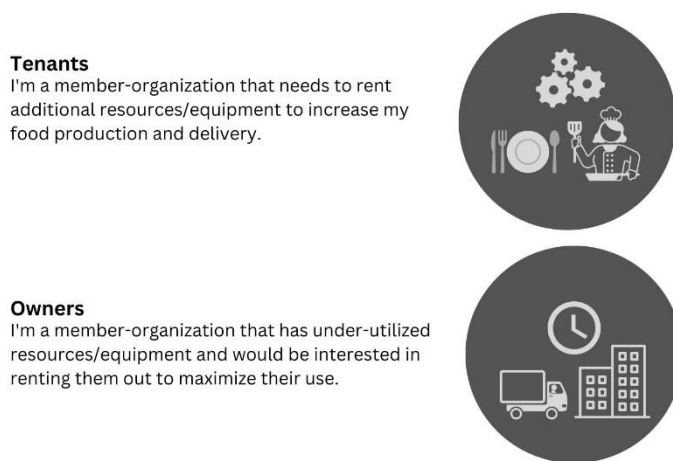 Tenants
I'm a member-organization that needs to rent
additional resources/equipment to increase my
food production and delivery.
Owners
I'm a member-organization that has under-utilized
resources/equipment and would be interested in
renting them out to maximize their use.